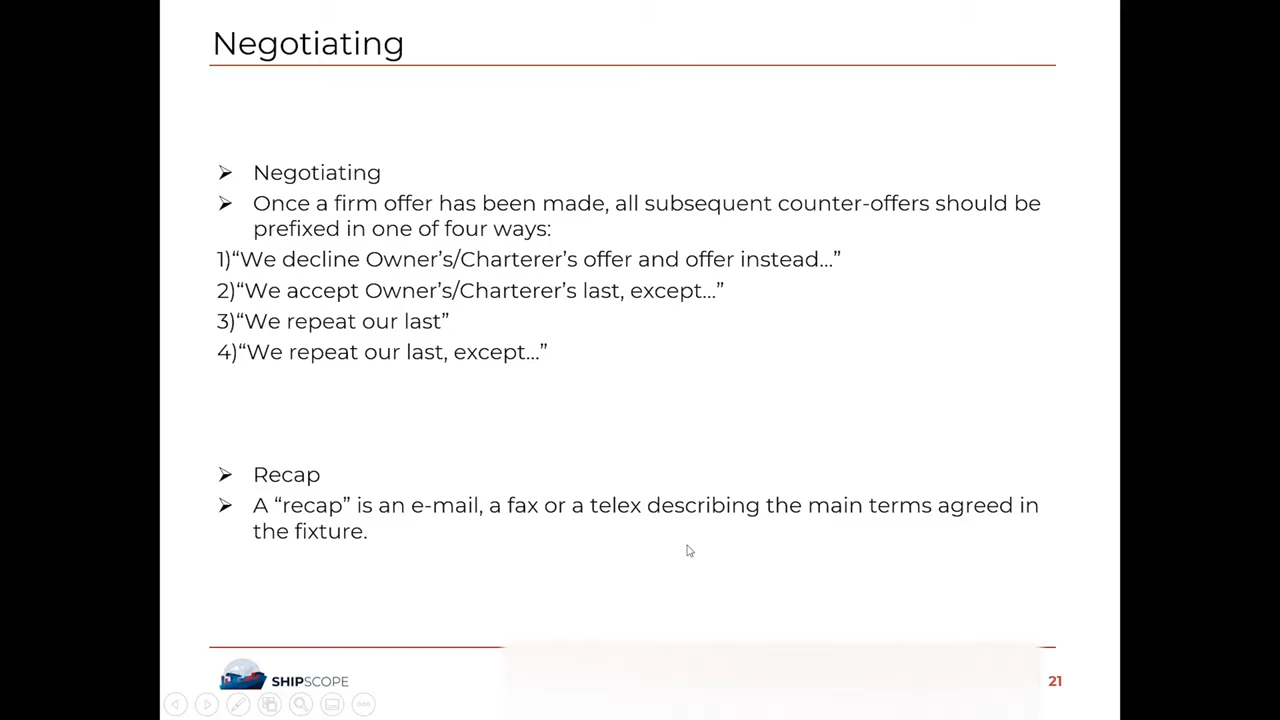 Negotiating
➢ Negotiating
➢ Once a firm offer has been made, all subsequent counter-offers should be
prefixed in one of four ways:
1)“We decline Owner’s/Charterer’s offer and offer instead...”
2)“We accept Owner’s/Charterer’s last, except...”
3)“We repeat our last”
4)“We repeat our last, except...”
➢ Recap
➢ A “recap” is an e-mail, a fax or a telex describing the main terms agreed in
the fixture.
SHIPSCOPE
21